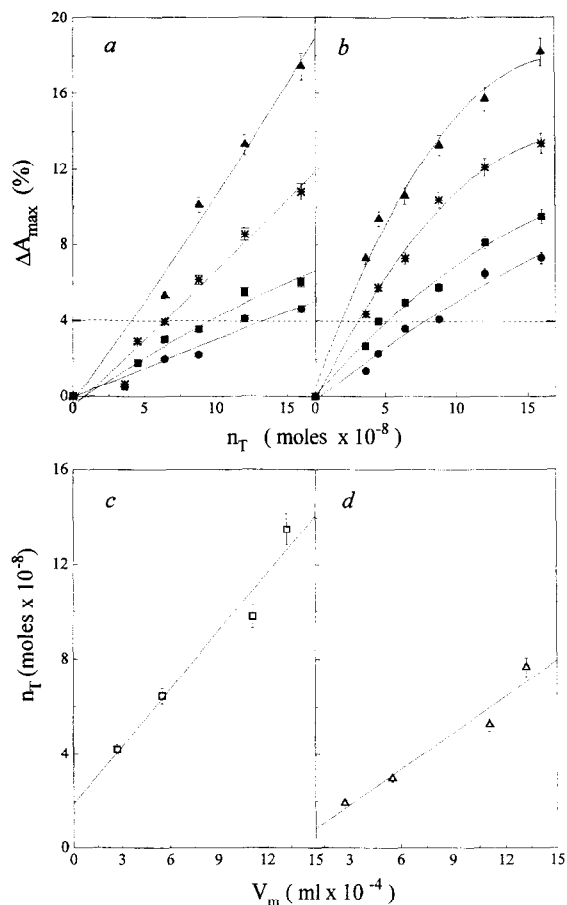 a
b
20
16
12
8
4
0
ΔA_max (%)
0 5 10 15 0 5 10 15
n_T ( moles x 10^-8 )
c
d
16
12
8
4
0
n_T (moles x 10^-8)
0 3 6 9 12 15 3 6 9 12 15
V_m ( ml x 10^-4 )